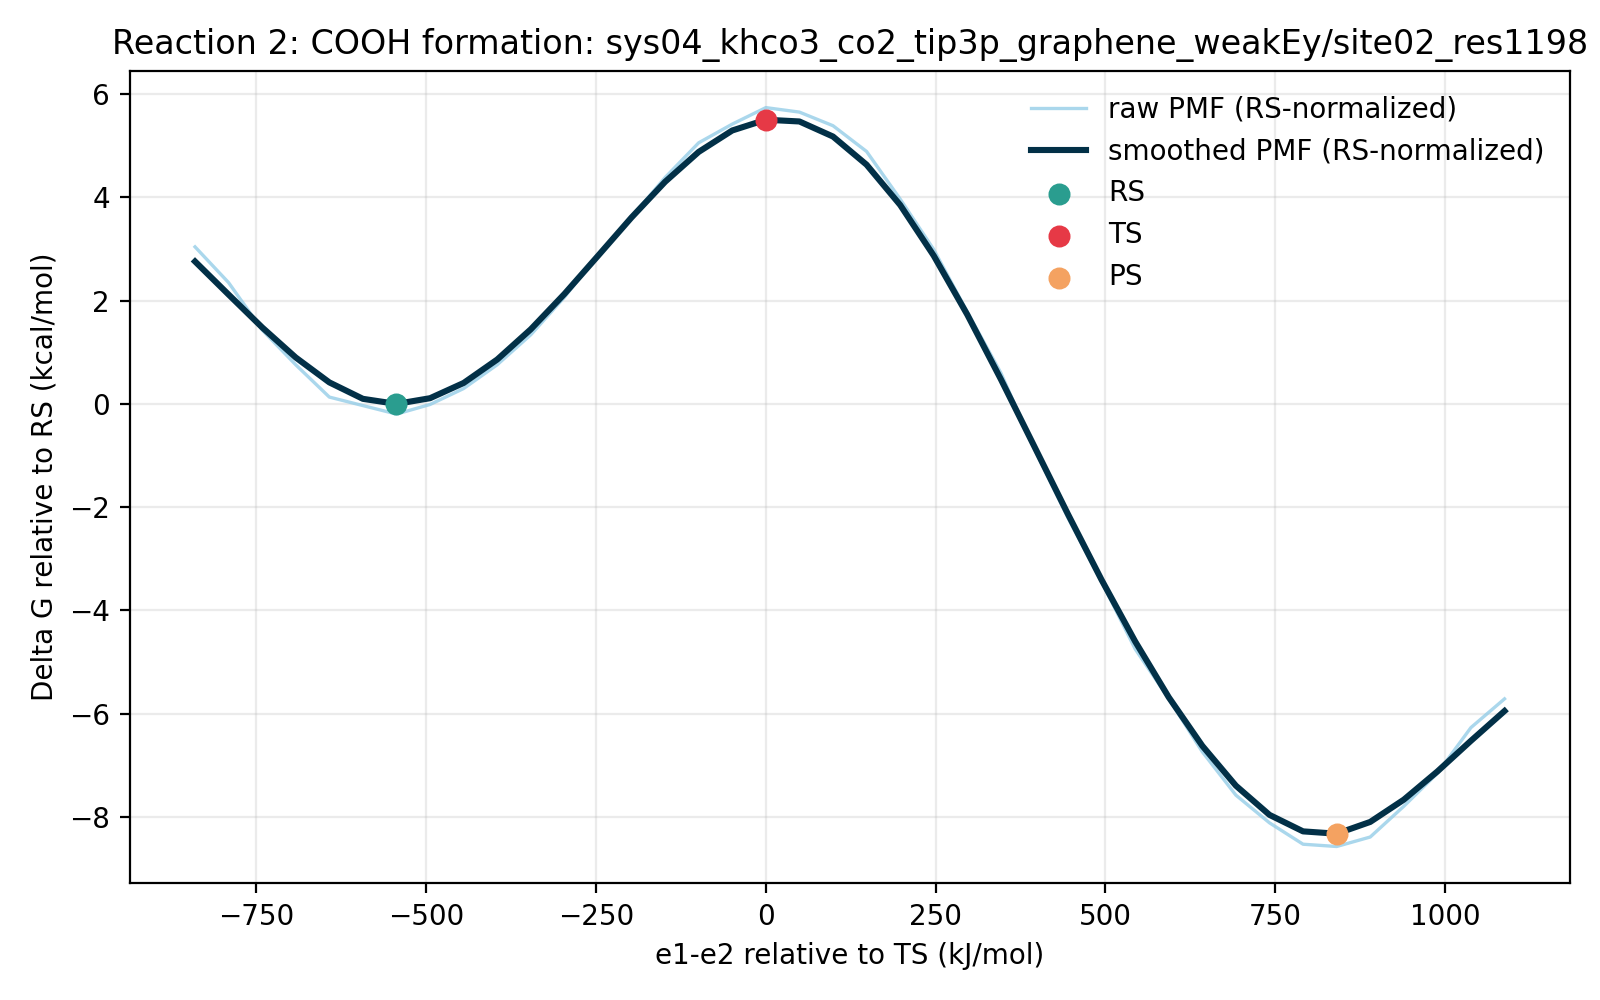 Reaction 2: COOH formation: sys04_khco3_co2_tip3p_graphene_weakEy/site02_res1198
raw PMF (RS-normalized)
smoothed PMF (RS-normalized)
RS
TS
PS
Delta G relative to RS (kcal/mol)
6
4
2
0
−2
−4
−6
−8
−750
−500
−250
0
250
500
750
1000
e1-e2 relative to TS (kJ/mol)